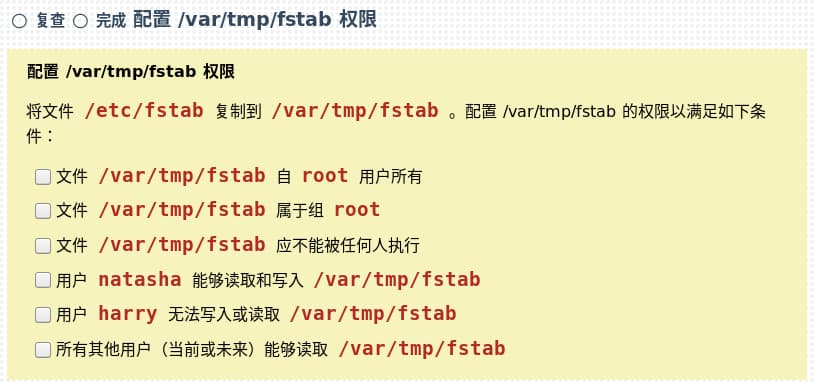 复查 完成 配置 /var/tmp/fstab 权限
配置 /var/tmp/fstab 权限
将文件 /etc/fstab 复制到 /var/tmp/fstab 。配置 /var/tmp/fstab 的权限以满足如下条
件：
文件 /var/tmp/fstab 自 root 用户所有
文件 /var/tmp/fstab 属于组 root
文件 /var/tmp/fstab 应不能被任何人执行
用户 natasha 能够读取和写入 /var/tmp/fstab
用户 harry 无法写入或读取 /var/tmp/fstab
所有其他用户（当前或未来）能够读取 /var/tmp/fstab